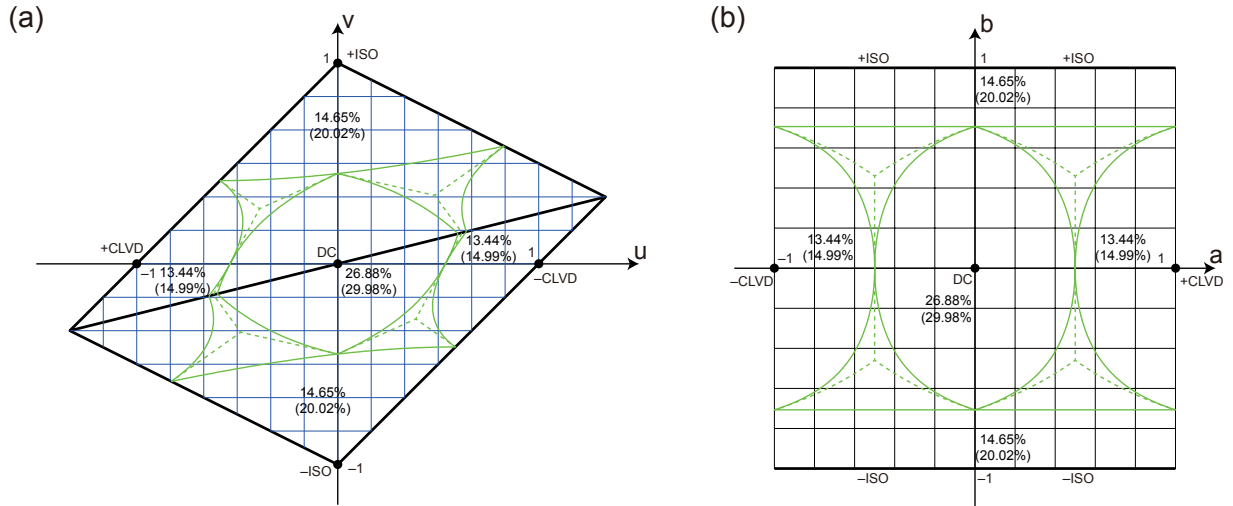 (a)
v
1
+ISO
14.65%
(20.02%)
+CLVD
–1
13.44%
(14.99%)
DC
26.88%
(29.98%)
13.44%
(14.99%)
1
u
–CLVD
14.65%
(20.02%)
–ISO
–1
(b)
b
+ISO
1
+ISO
14.65%
(20.02%)
13.44%
(14.99%
–1
–CLVD
DC
26.88%
(29.98%
13.44%
(14.99%)
1
a
+CLVD
14.65%
(20.02%)
–ISO
–1
–ISO